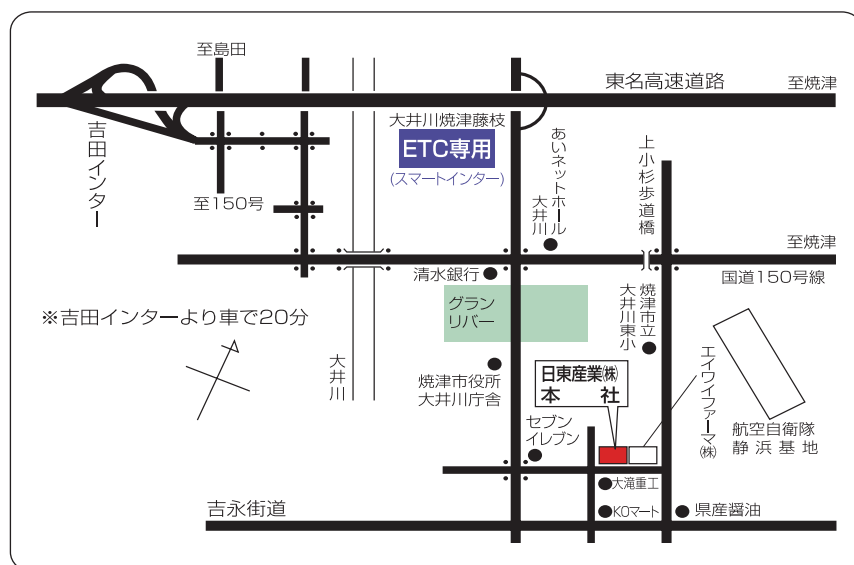 至島田
東名高速道路
至焼津
吉田インター
大井川焼津藤枝
ETC専用
(スマートインター)
あいネットホール
大井川
上小杉歩道橋
至150号
至焼津
国道150号線
清水銀行
グラン
リバー
焼津市立
大井川東小
※吉田インターより車で20分
大井川
焼津市役所
大井川庁舎
日東産業㈱
本 社
エイワイファーマ
㈱
航空自衛隊
静浜基地
セブン
イレブン
大滝重工
吉永街道
KOマート
県産醤油